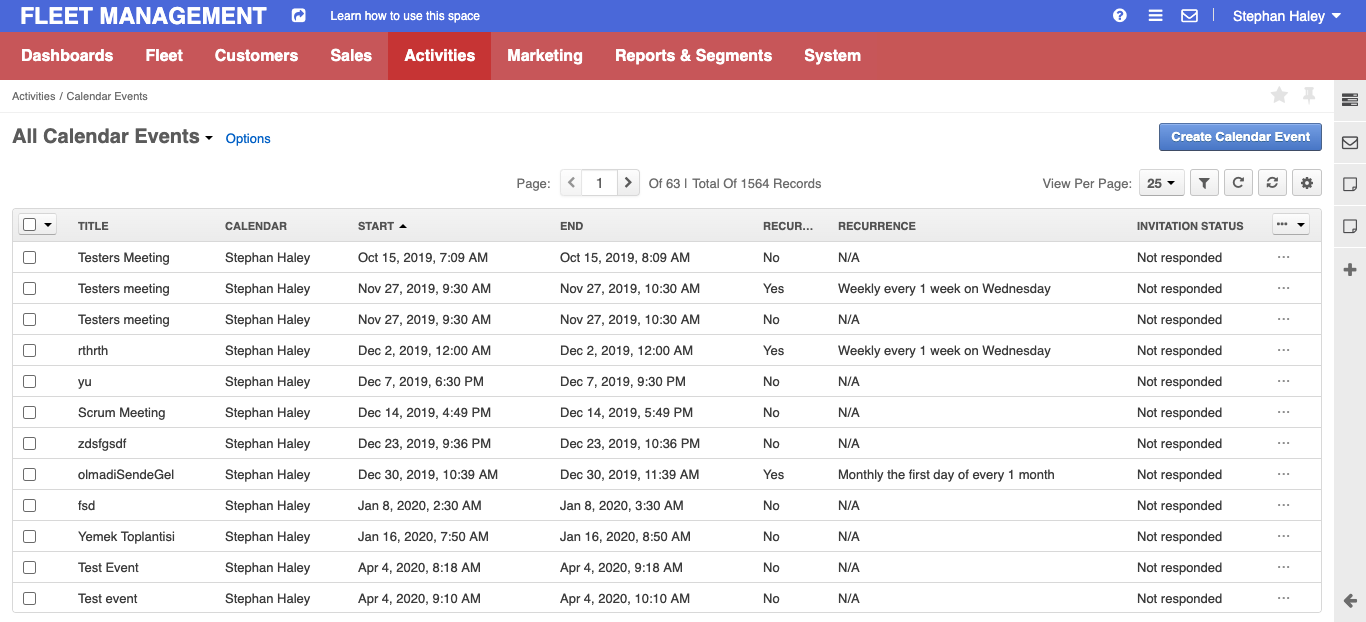 FLEET MANAGEMENT Learn how to use this space Stephan Haley
Dashboards Fleet Customers Sales Activities Marketing Reports & Segments System
Activities / Calendar Events
All Calendar Events Options Create Calendar Event
Page: 1 Of 63 | Total Of 1564 Records View Per Page: 25
TITLE CALENDAR START END RECUR... RECURRENCE INVITATION STATUS
Testers Meeting Stephan Haley Oct 15, 2019, 7:09 AM Oct 15, 2019, 8:09 AM No N/A Not responded
Testers meeting Stephan Haley Nov 27, 2019, 9:30 AM Nov 27, 2019, 10:30 AM Yes Weekly every 1 week on Wednesday Not responded
Testers meeting Stephan Haley Nov 27, 2019, 9:30 AM Nov 27, 2019, 10:30 AM No N/A Not responded
rthrth Stephan Haley Dec 2, 2019, 12:00 AM Dec 2, 2019, 12:00 AM Yes Weekly every 1 week on Wednesday Not responded
yu Stephan Haley Dec 7, 2019, 6:30 PM Dec 7, 2019, 9:30 PM No N/A Not responded
Scrum Meeting Stephan Haley Dec 14, 2019, 4:49 PM Dec 14, 2019, 5:49 PM No N/A Not responded
zdsfgsdf Stephan Haley Dec 23, 2019, 9:36 PM Dec 23, 2019, 10:36 PM No N/A Not responded
olmadiSendeGel Stephan Haley Dec 30, 2019, 10:39 AM Dec 30, 2019, 11:39 AM Yes Monthly the first day of every 1 month Not responded
fsd Stephan Haley Jan 8, 2020, 2:30 AM Jan 8, 2020, 3:30 AM No N/A Not responded
Yemek Toplantisi Stephan Haley Jan 16, 2020, 7:50 AM Jan 16, 2020, 8:50 AM No N/A Not responded
Test Event Stephan Haley Apr 4, 2020, 8:18 AM Apr 4, 2020, 9:18 AM No N/A Not responded
Test event Stephan Haley Apr 4, 2020, 9:10 AM Apr 4, 2020, 10:10 AM No N/A Not responded